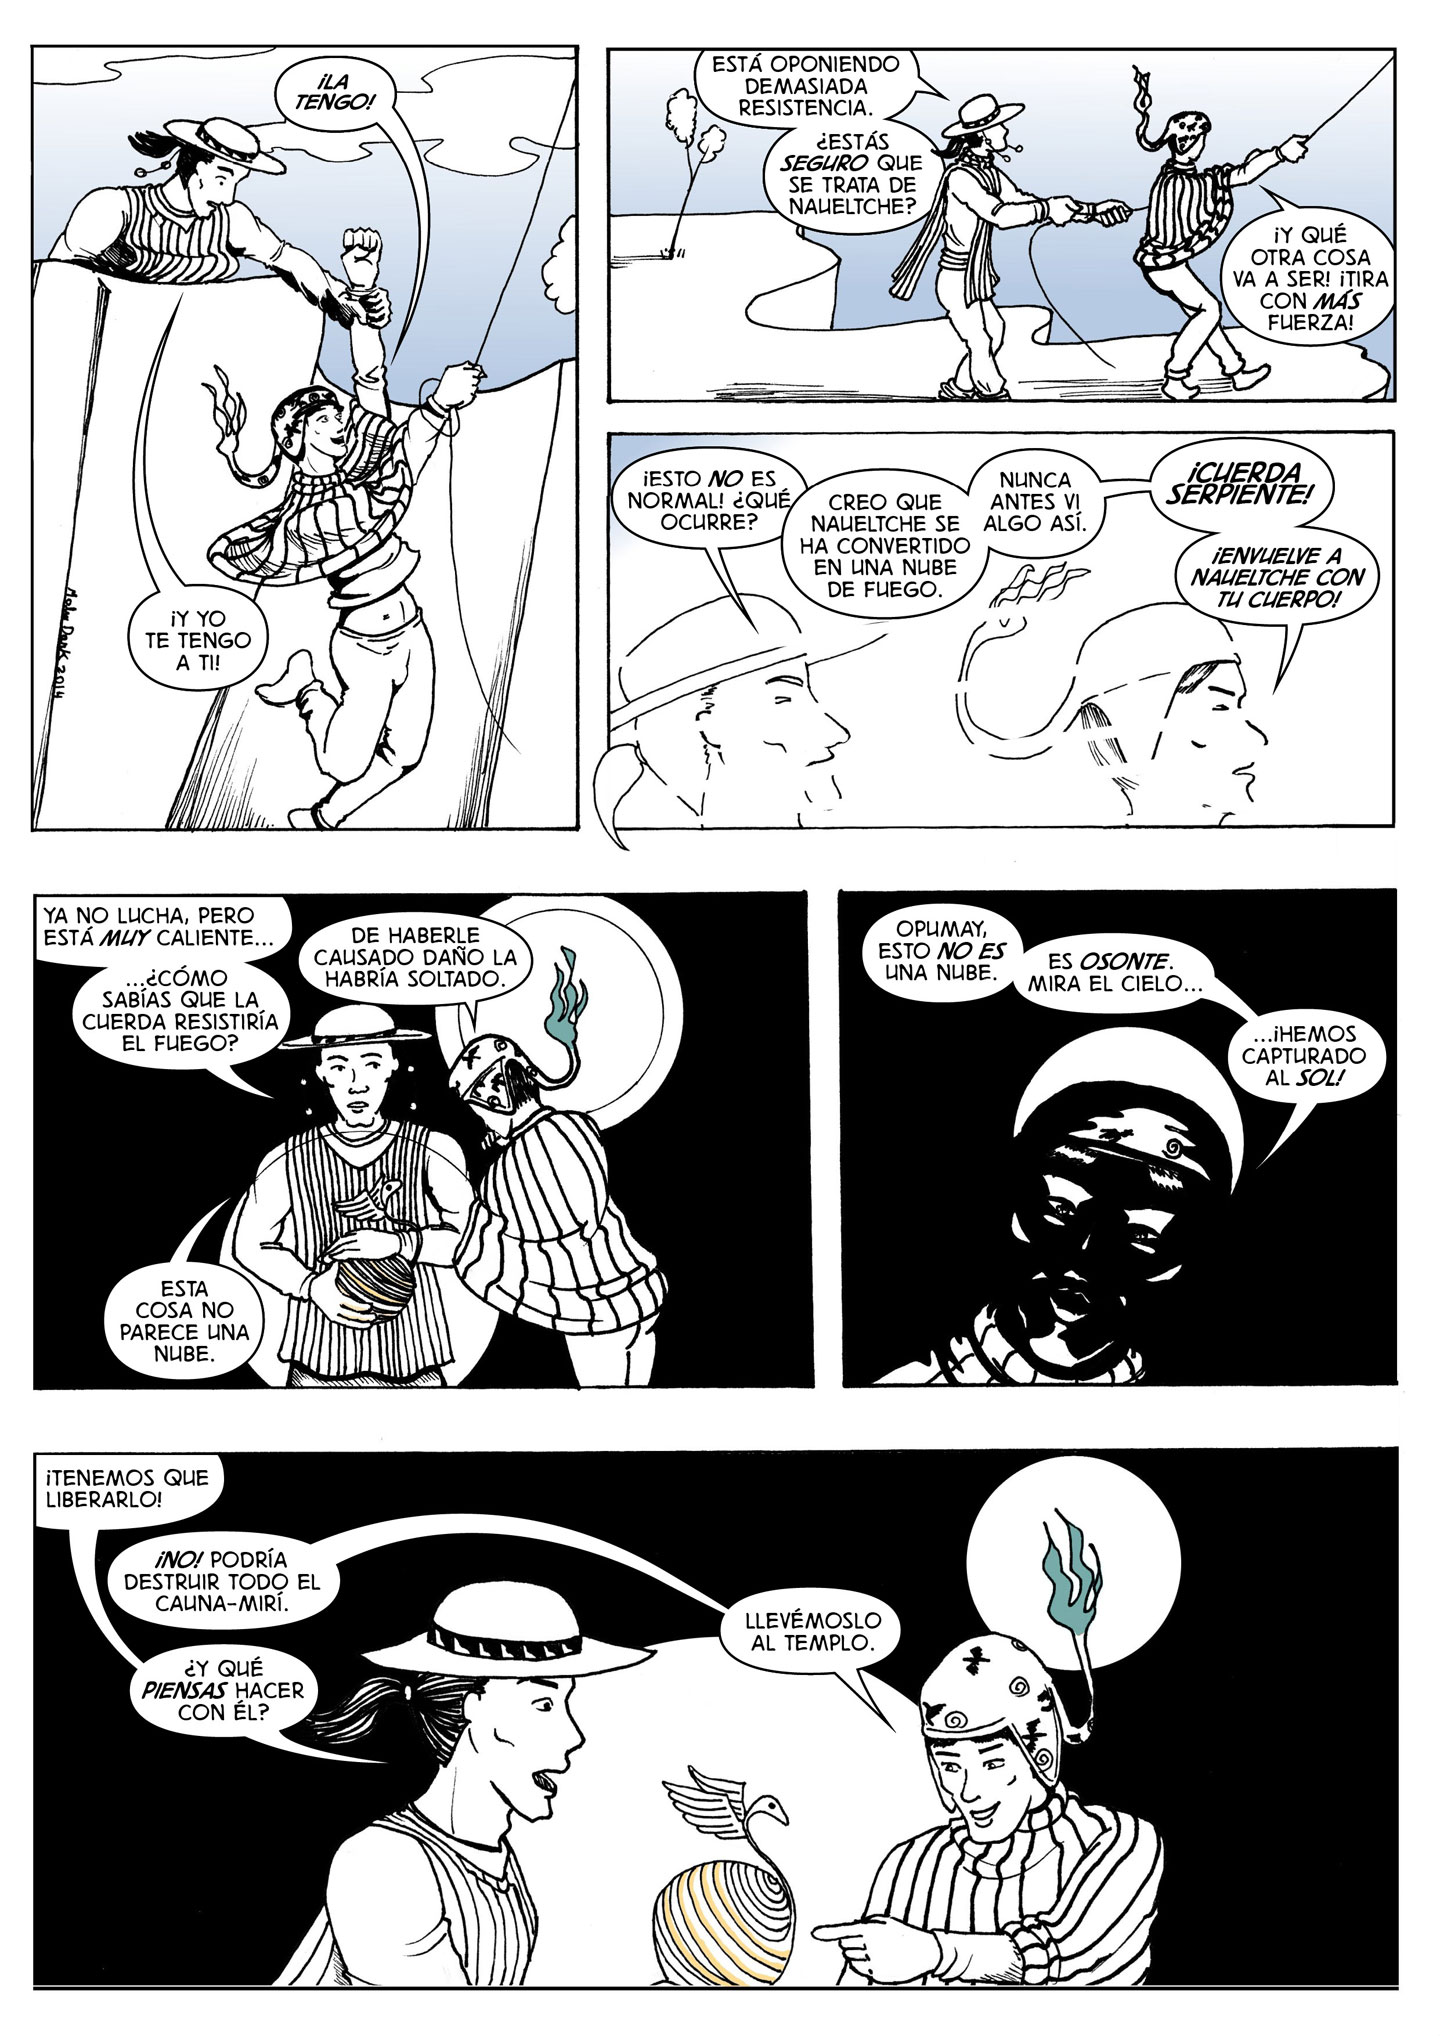 ¡LA
TENGO!
¡Y YO
TE TENGO
A TI!
Molu Dark 2014
ESTÁ OPONIENDO
DEMASIADA
RESISTENCIA.
¿ESTÁS
SEGURO QUE
SE TRATA DE
NAUELTCHE?
¡Y QUÉ
OTRA COSA
VA A SER! ¡TIRA
CON MÁS
FUERZA!
¡ESTO NO ES
NORMAL! ¿QUÉ
OCURRE?
CREO QUE
NAUELTCHE SE
HA CONVERTIDO
EN UNA NUBE
DE FUEGO.
NUNCA
ANTES VI
ALGO ASÍ.
¡CUERDA
SERPIENTE!
¡ENVUELVE A
NAUELTCHE CON
TU CUERPO!
YA NO LUCHA, PERO
ESTÁ MUY CALIENTE...
...¿CÓMO
SABÍAS QUE LA
CUERDA RESISTIRÍA
EL FUEGO?
DE HABERLE
CAUSADO DAÑO LA
HABRÍA SOLTADO.
ESTA
COSA NO
PARECE UNA
NUBE.
OPUMAY,
ESTO NO ES
UNA NUBE.
ES OSONTE.
MIRA EL CIELO...
...¡HEMOS
CAPTURADO
AL SOL!
¡TENEMOS QUE
LIBERARLO!
¡NO! PODRÍA
DESTRUIR TODO EL
CAUNA-MIRÍ.
LLEVÉMOSLO
AL TEMPLO.
¿Y QUÉ
PIENSAS HACER
CON ÉL?